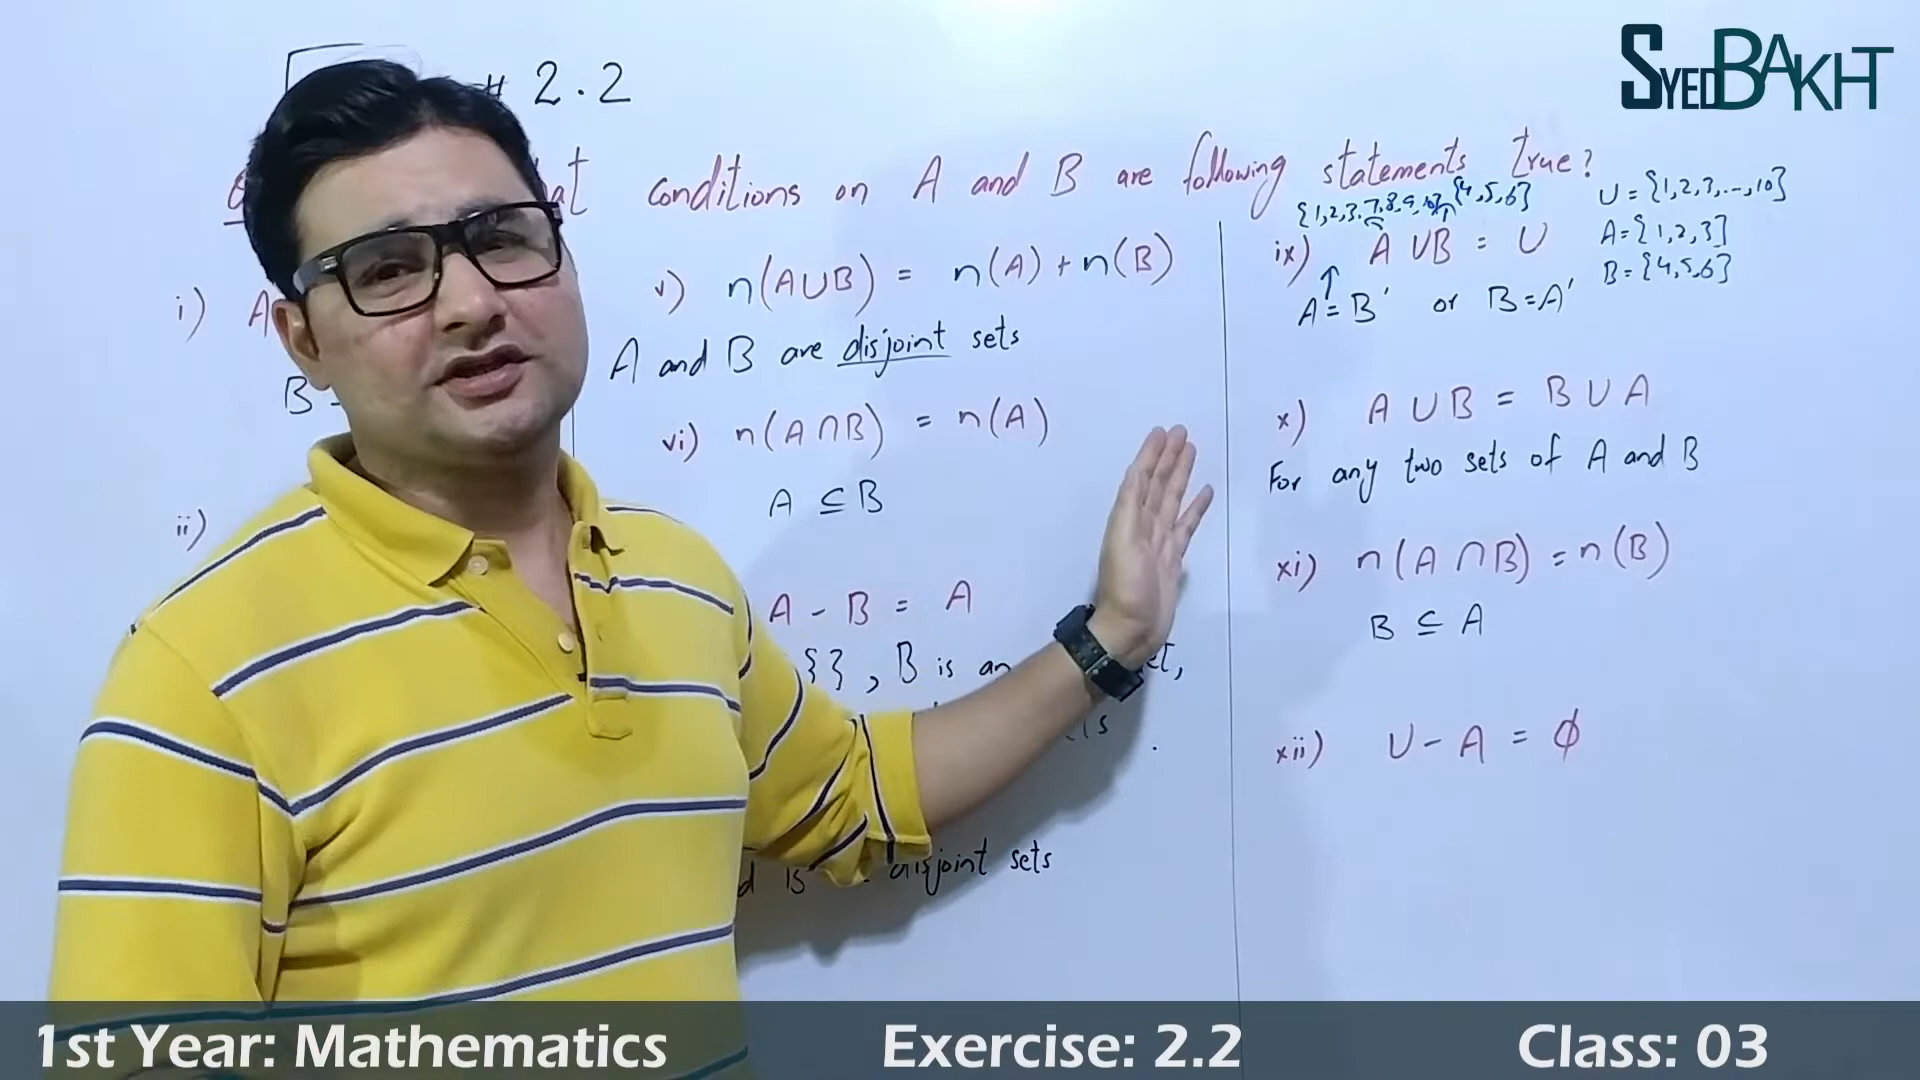 SYEDBAKHT
# 2.2
conditions on A and B are following statements true?
i) A
B =
ii)
v) n(A∪B) = n(A) + n(B)
A and B are disjoint sets
vi) n(A∩B) = n(A)
A ⊆ B
A - B = A
{ } , B is an
disjoint sets
{1,2,3,7,8,9,10} {4,5,6}
U = {1,2,3,...,10}
ix) A ∪ B = U
A = {1,2,3}
B = {4,5,6}
A = B' or B = A'
x) A ∪ B = B ∪ A
For any two sets of A and B
xi) n(A ∩ B) = n(B)
B ⊆ A
xii) U - A = ϕ
1st Year: Mathematics
Exercise: 2.2
Class: 03